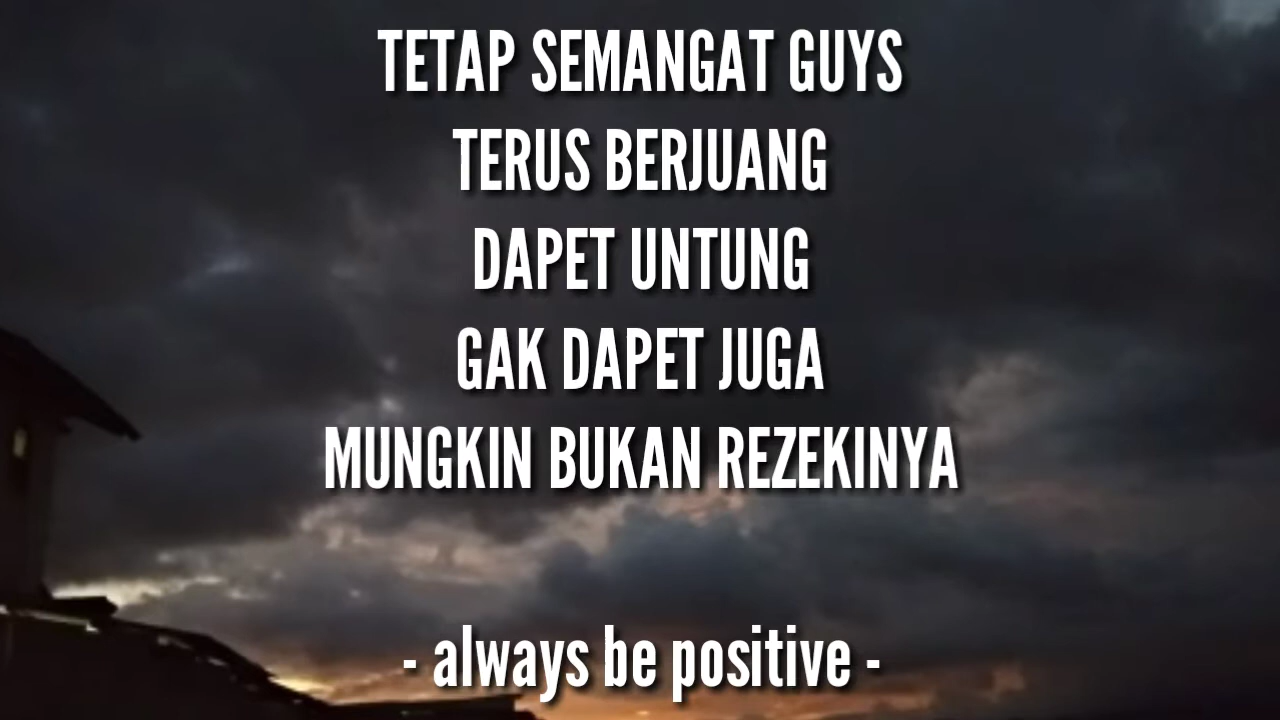 TETAP SEMANGAT GUYS
TERUS BERJUANG
DAPET UNTUNG
GAK DAPET JUGA
MUNGKIN BUKAN REZEKINYA
- always be positive -